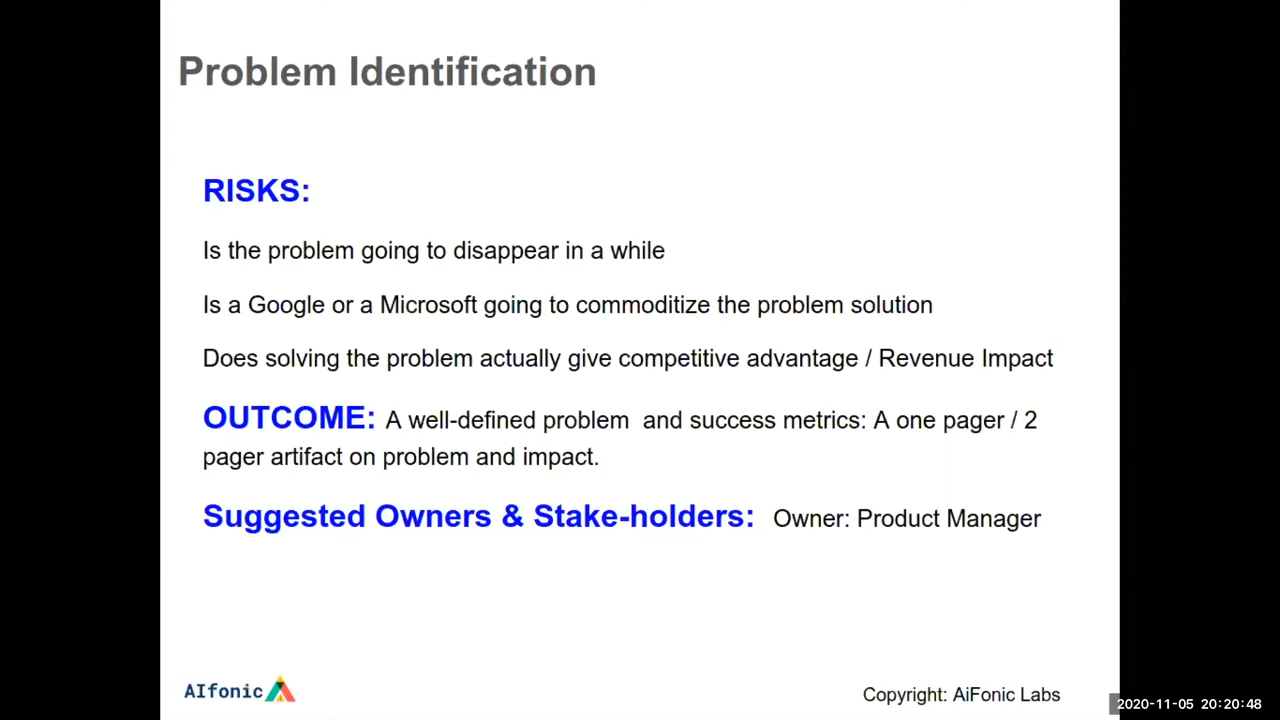 Problem Identification
RISKS:
Is the problem going to disappear in a while
Is a Google or a Microsoft going to commoditize the problem solution
Does solving the problem actually give competitive advantage / Revenue Impact
OUTCOME: A well-defined problem  and success metrics: A one pager / 2
pager artifact on problem and impact.
Suggested Owners & Stake-holders:  Owner: Product Manager
AIfonic
Copyright: AiFonic Labs
2020-11-05 20:20:48